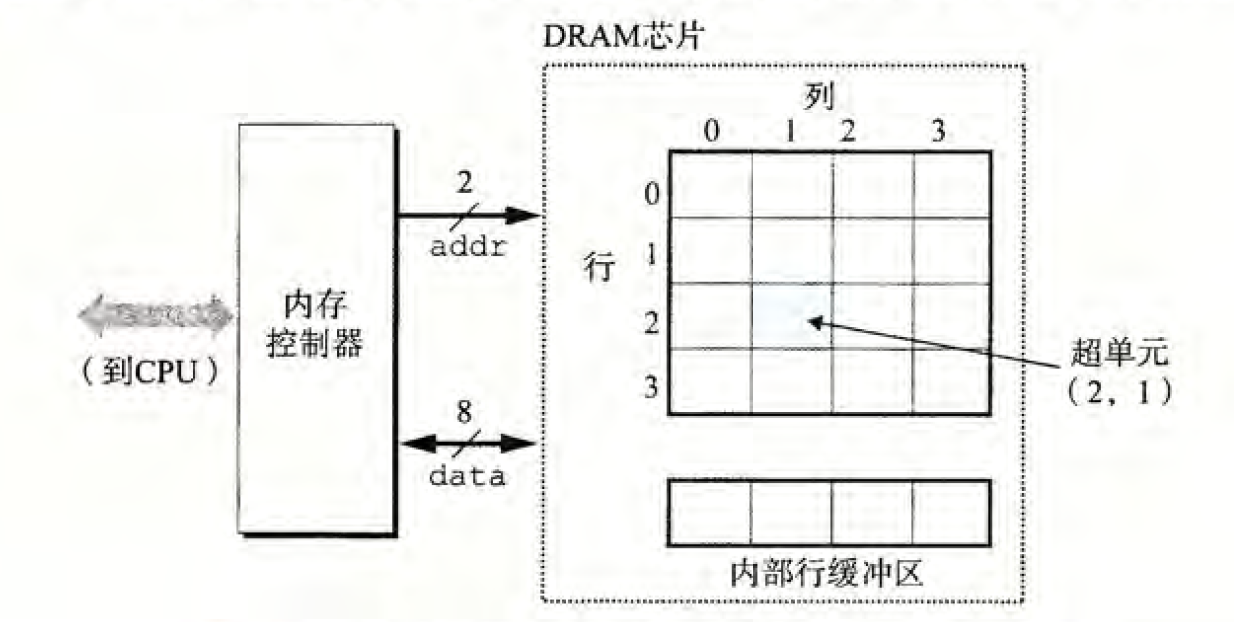 DRAM芯片
列
0 1 2 3
0
行
1
2
3
2
addr
内存
控制器
(到CPU)
8
data
超单元
(2, 1)
内部行缓冲区